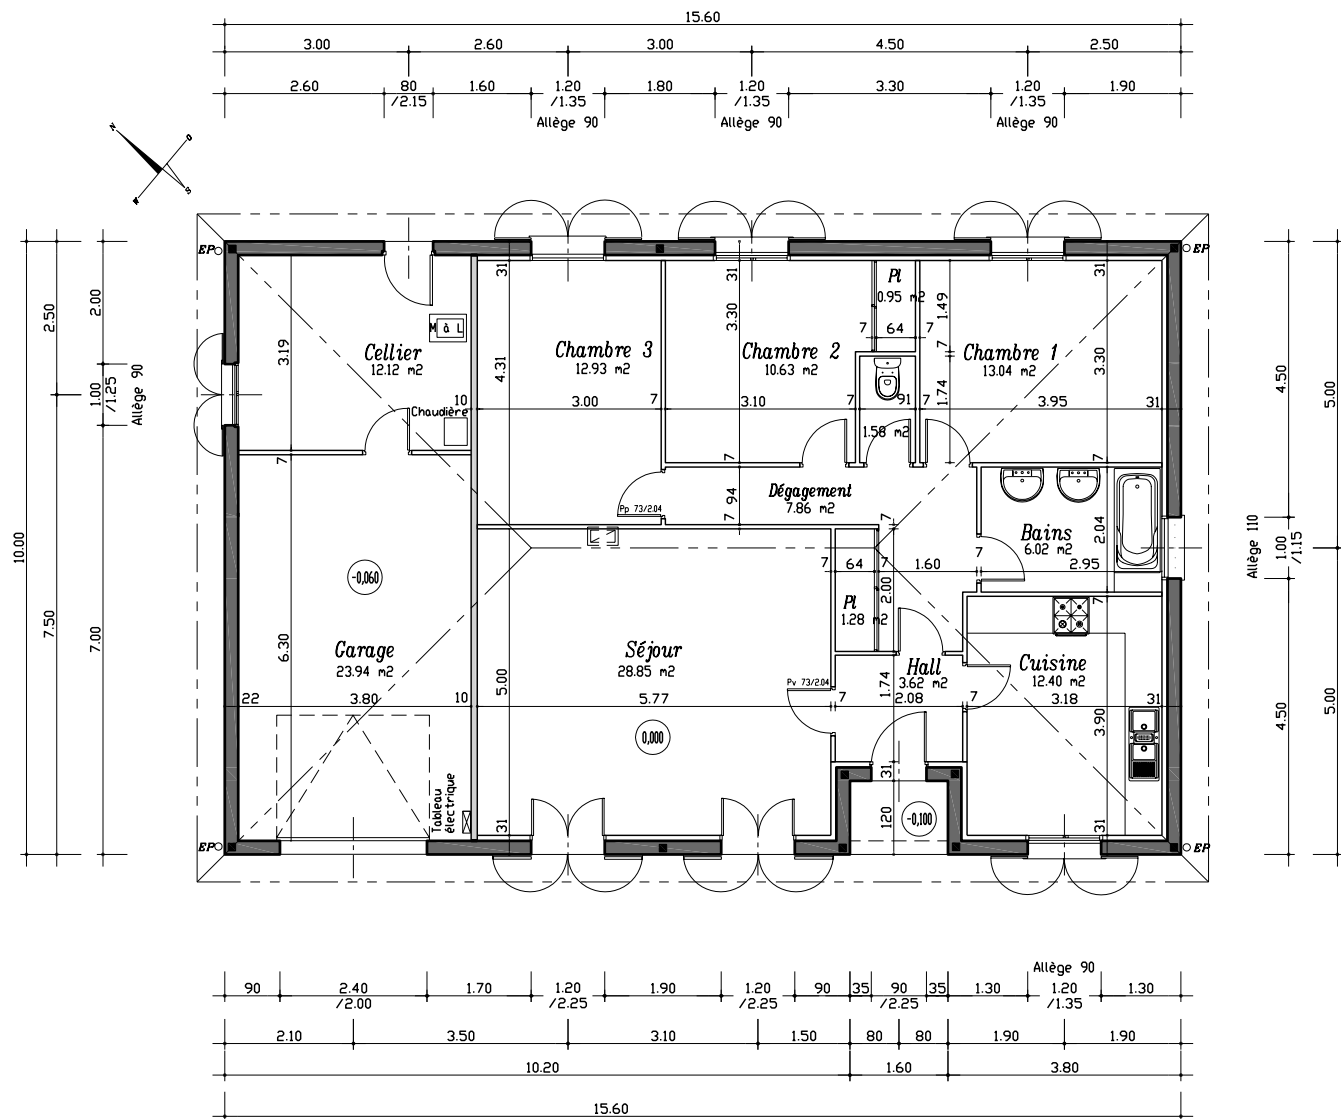 15.60
3.00 2.60 3.00 4.50 2.50
2.60 80 1.60 1.20 1.80 1.20 3.30 1.20 1.90
/2.15 /1.35 /1.35 /1.35
Allège 90 Allège 90 Allège 90
N O
S
EP EP
31 31 Pl 31
0.95 m2
2.00
2.50
3.30 1.49
7 64 7
M à L
Cellier Chambre 3 Chambre 2 Chambre 1
12.12 m2 12.93 m2 10.63 m2 13.04 m2
3.19 4.31 7 3.30
4.50
5.00
1.00
/1.25
Allège 90
1.74
10 3.00 7 3.10 7 91 7 3.95 31
Chaudière
1.58 m2
7 7
Dégagement
7.86 m2
94
Pp 73/2.04
7 7
10.00
Bains
6.02 m2
2.04
Allège 110
1.00
/1.15
7 64 7 1.60 7 2.95
-0,060
2.00
Pl
1.28 m2
7
7.50
7.00
6.30
Garage Séjour Hall Cuisine
23.94 m2 28.85 m2 3.62 m2 12.40 m2
5.00 Pv 73/2.04 1.74
22 3.80 10 5.77 7 2.08 7 3.18 31
3.90
4.50
5.00
0,000
31
Tableau
électrique
31 120 -0,100 31
EP EP
Allège 90
90 2.40 1.70 1.20 1.90 1.20 90 35 90 35 1.30 1.20 1.30
/2.00 /2.25 /2.25 /2.25 /1.35
2.10 3.50 3.10 1.50 80 80 1.90 1.90
10.20 1.60 3.80
15.60